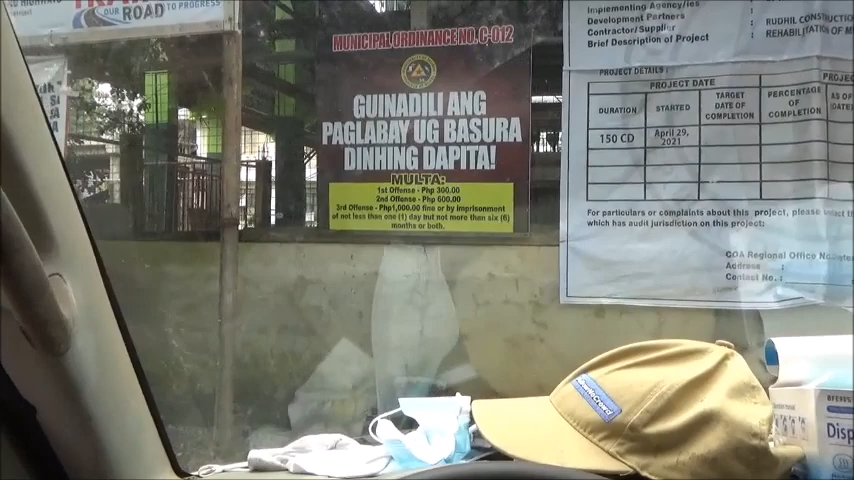 OUR ROAD TO PROGRESS
MUNICIPAL ORDINANCE NO. C-012
GUINADILI ANG
PAGLABAY UG BASURA
DINHING DAPITA!
MULTA:
1st Offense - Php 300.00
2nd Offense - Php 600.00
3rd Offense - Php1,000.00 fine or by imprisonment
of not less than one (1) day but not more than six (6)
months or both.
Implementing Agency/ies
Development Partners :
Contractor/Supplier : RUDHIL CONSTRUCTIO
Brief Description of Project : REHABILITATION OF M
PROJECT DETAILS:
PROJECT DATE
DURATION STARTED TARGET DATE OF COMPLETION PERCENTAGE OF COMPLETION AS OF
150 CD April 29, 2021
For particulars or complaints about this project, please
which has audit jurisdiction on this project:
COA Regional Office No.
Address :
Contact No. :
Disp